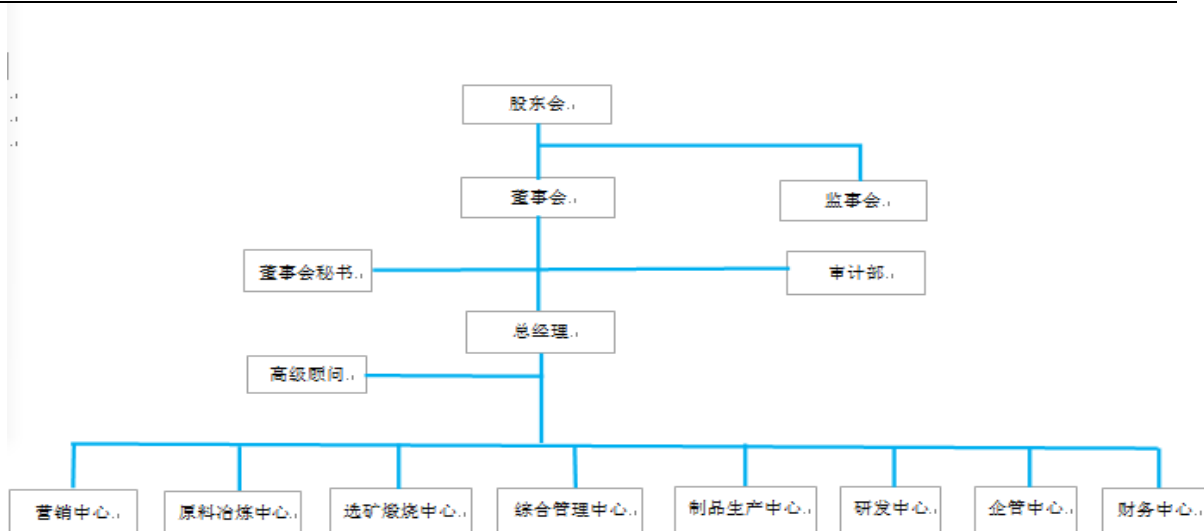 股东会
董事会
监事会
董事会秘书
审计部
总经理
高级顾问
营销中心
原料冶炼中心
选矿煅烧中心
综合管理中心
制品生产中心
研发中心
企管中心
财务中心